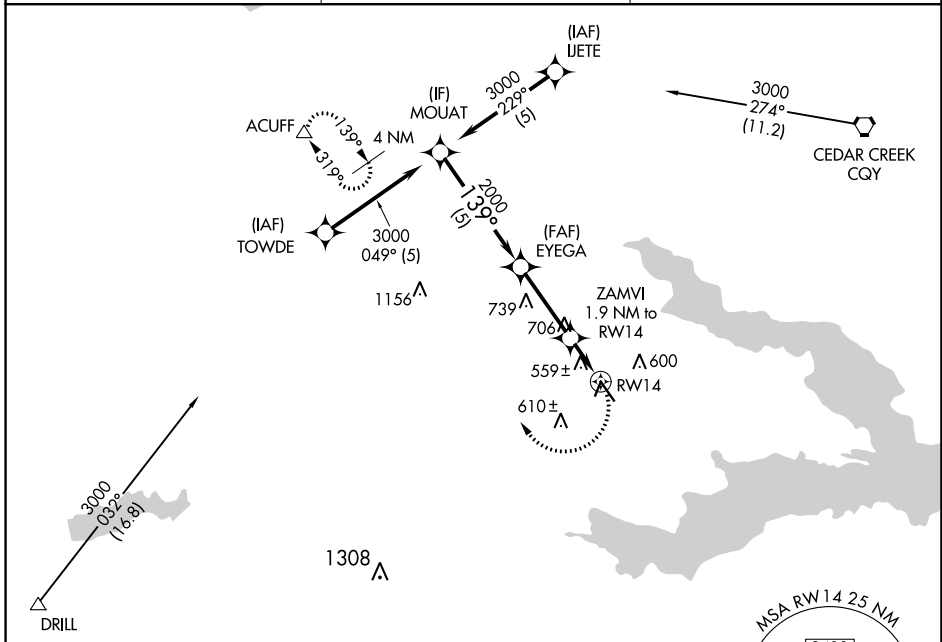 (IAF)
IJETE
3000
229°
(5)
(IF)
MOUAT
3000
274°
(11.2)
CEDAR CREEK
CQY
ACUFF
139°
319°
4 NM
2000
139°
(5)
(IAF)
TOWDE
3000
049° (5)
(FAF)
EYEGA
1156
739
ZAMVI
1.9 NM to
RW14
706
559±
600
RW14
610±
3000
032°
(16.8)
1308
DRILL
MSA RW14 25 NM